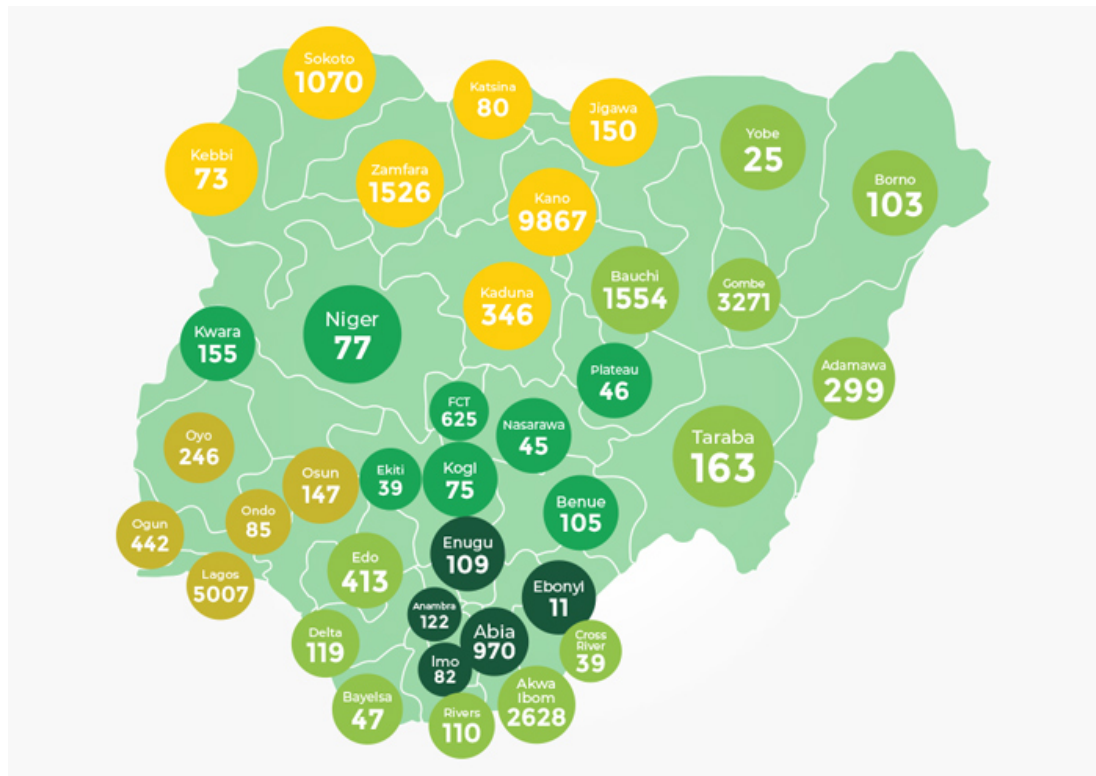 Sokoto
1070
Katsina
80
Jigawa
150
Yobe
25
Kebbi
73
Zamfara
1526
Kano
9867
Borno
103
Bauchi
1554
Gombe
3271
Kaduna
346
Niger
77
Kwara
155
Plateau
46
Adamawa
299
FCT
625
Nasarawa
45
Taraba
163
Oyo
246
Osun
147
Ekiti
39
Kogi
75
Benue
105
Ogun
442
Ondo
85
Enugu
109
Edo
413
Lagos
5007
Ebonyi
11
Anambra
122
Abia
970
Delta
119
Cross
River
39
Imo
82
Akwa
Ibom
2628
Bayelsa
47
Rivers
110